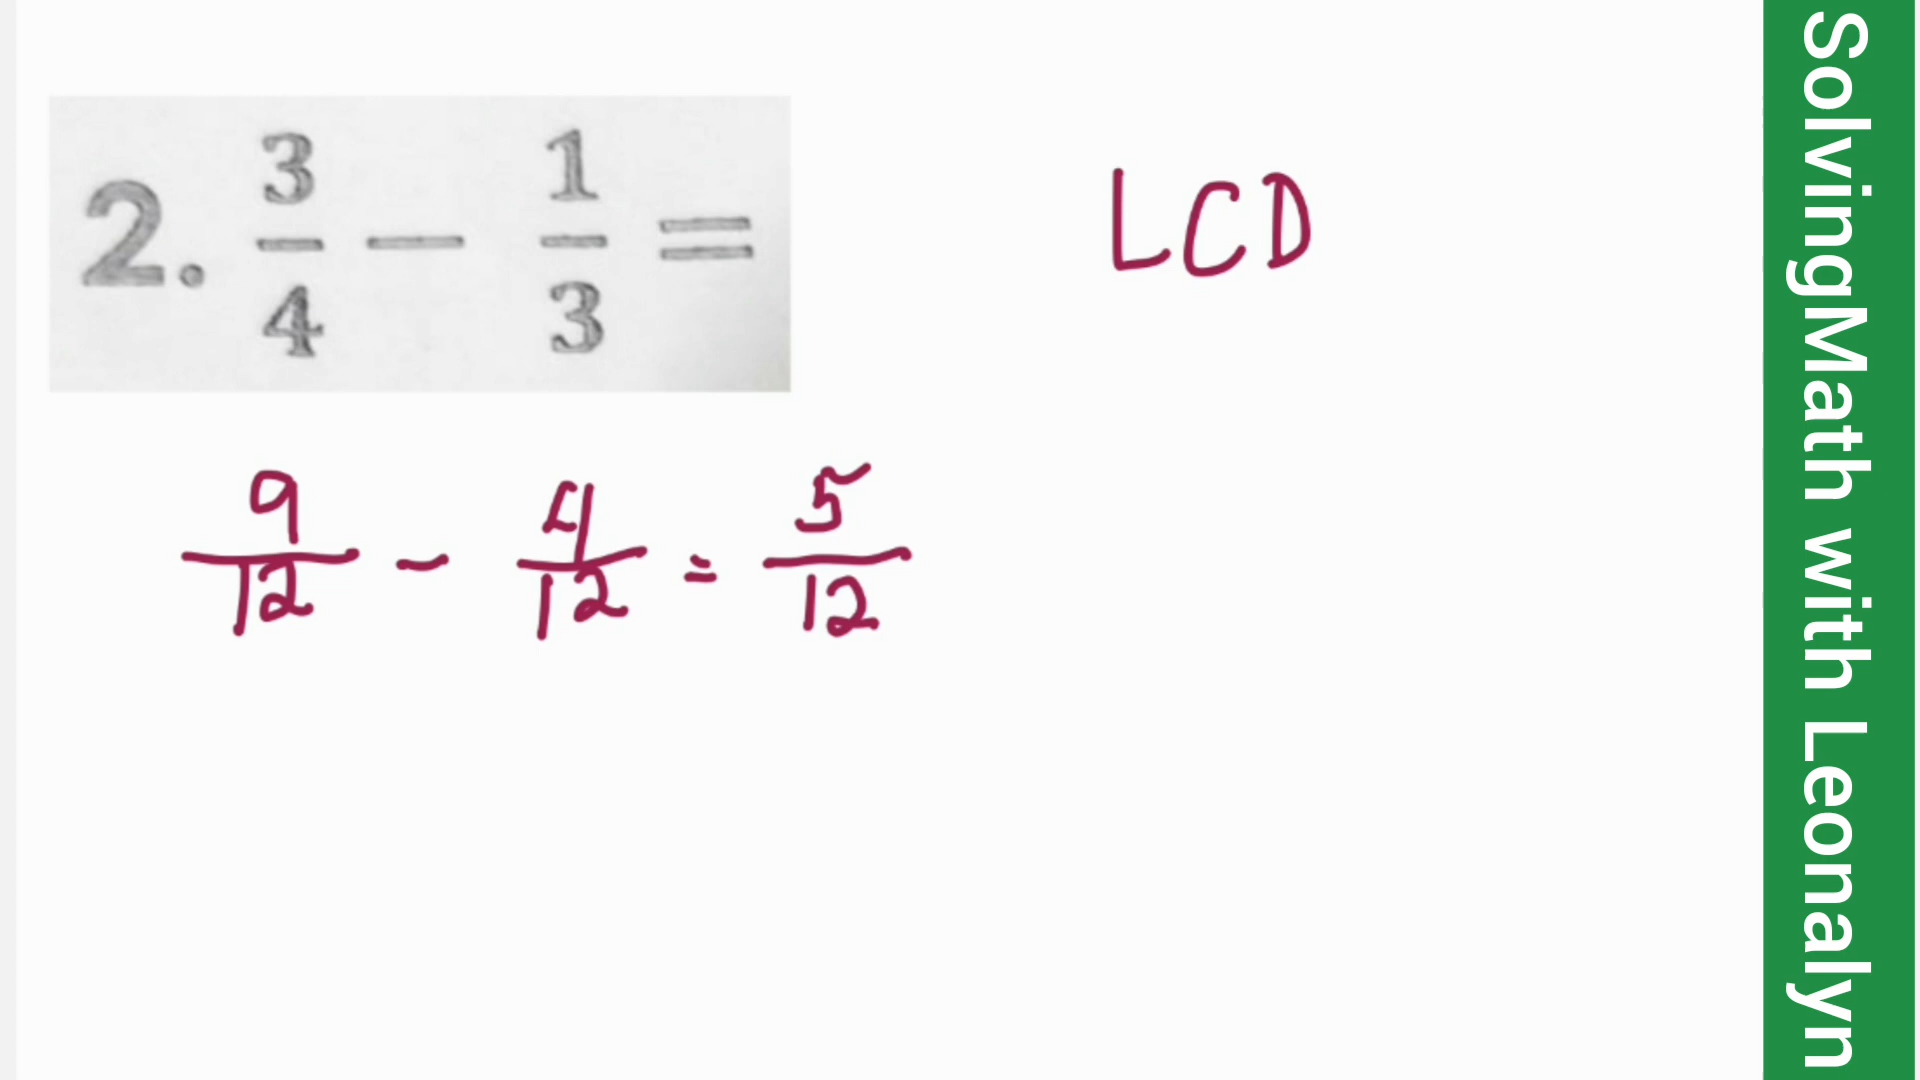 2. 3/4 − 1/3 =
LCD
9/12 - 4/12 = 5/12
SolvingMath with Leonalyn